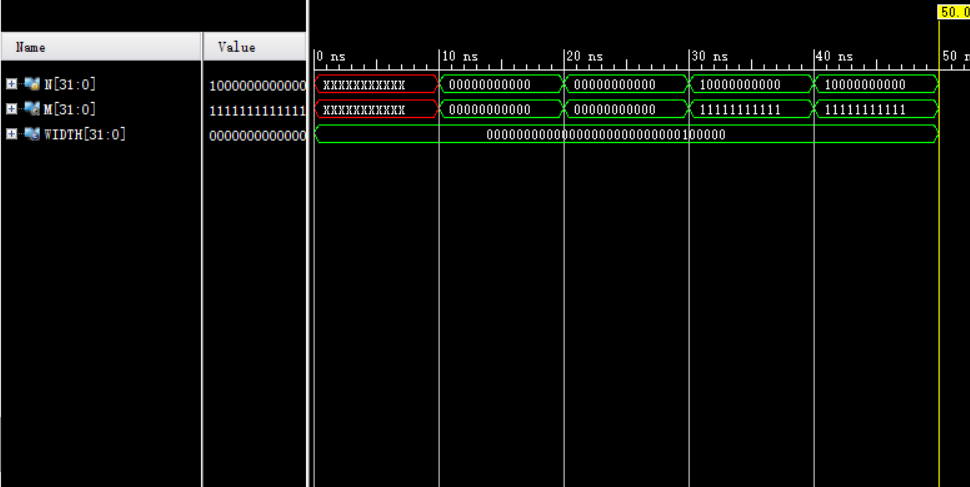 50.0
Name Value
0 ns 10 ns 20 ns 30 ns 40 ns 50 n
N[31:0] 1000000000000 XXXXXXXXXXX 00000000000 00000000000 10000000000 10000000000
M[31:0] 1111111111111 XXXXXXXXXXX 00000000000 00000000000 11111111111 11111111111
WIDTH[31:0] 0000000000000 00000000000000000000000000100000